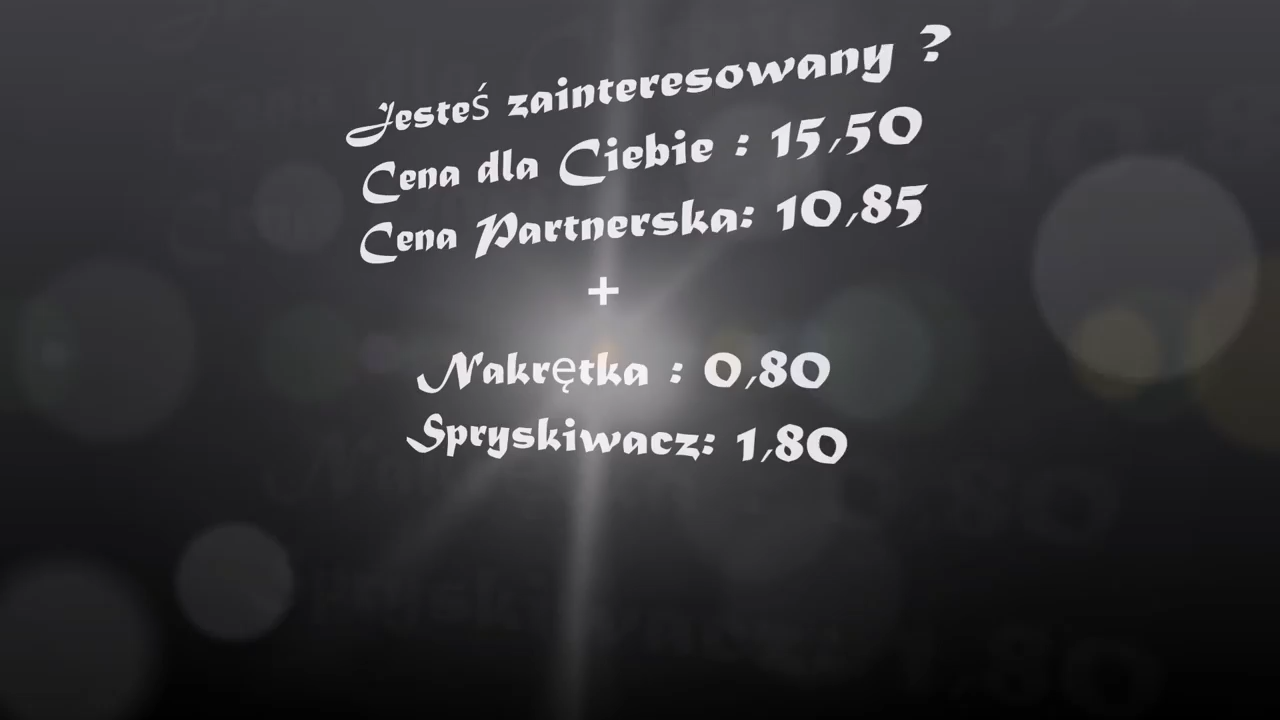 Jesteś zainteresowany ?
Cena dla Ciebie : 15,50
Cena Partnerska: 10,85
+
Nakrętka : 0,80
Spryskiwacz: 1,80